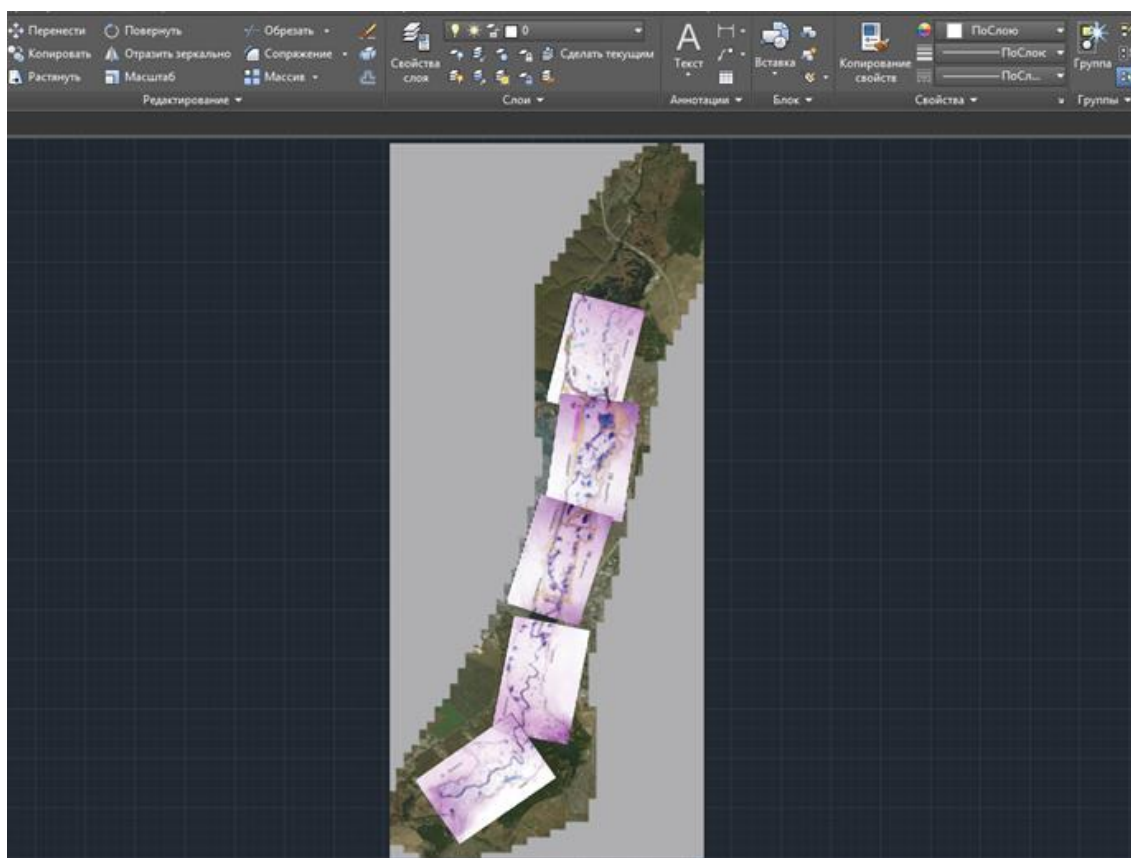 Перенести Повернуть Обрезать 0 ПоСлою
Копировать Отразить зеркально Сопряжение Свойства слоя Сделать текущим Текст Вставка Копирование свойств ПоСлою Группа
Растянуть Масштаб Массив ПоСл...
Редактирование Слои Аннотации Блок Свойства Группы